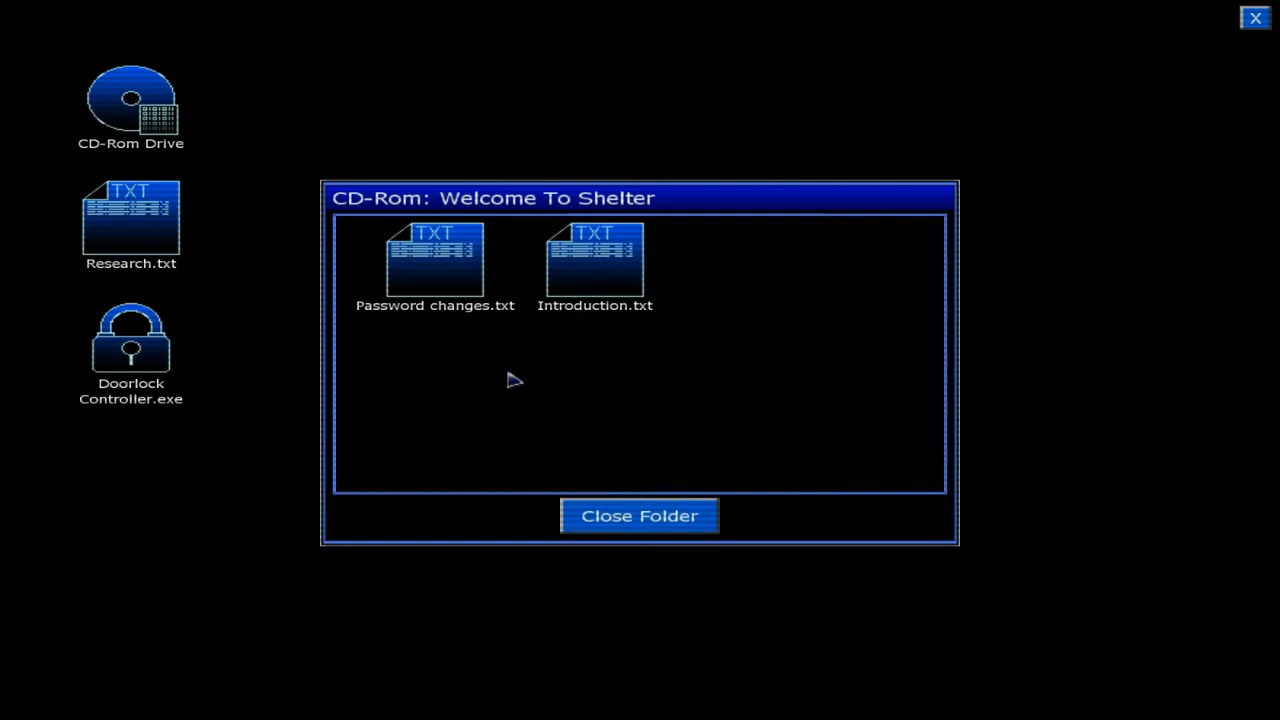 X
CD-Rom Drive
TXT
Research.txt
Doorlock
Controller.exe
CD-Rom: Welcome To Shelter
TXT
Password changes.txt
TXT
Introduction.txt
Close Folder